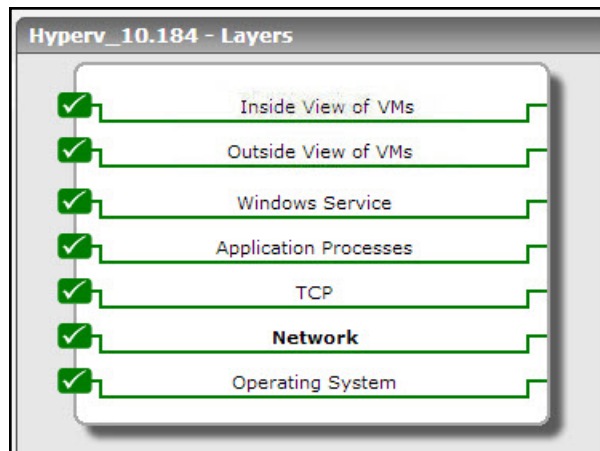 Hyperv_10.184 - Layers
Inside View of VMs
Outside View of VMs
Windows Service
Application Processes
TCP
Network
Operating System